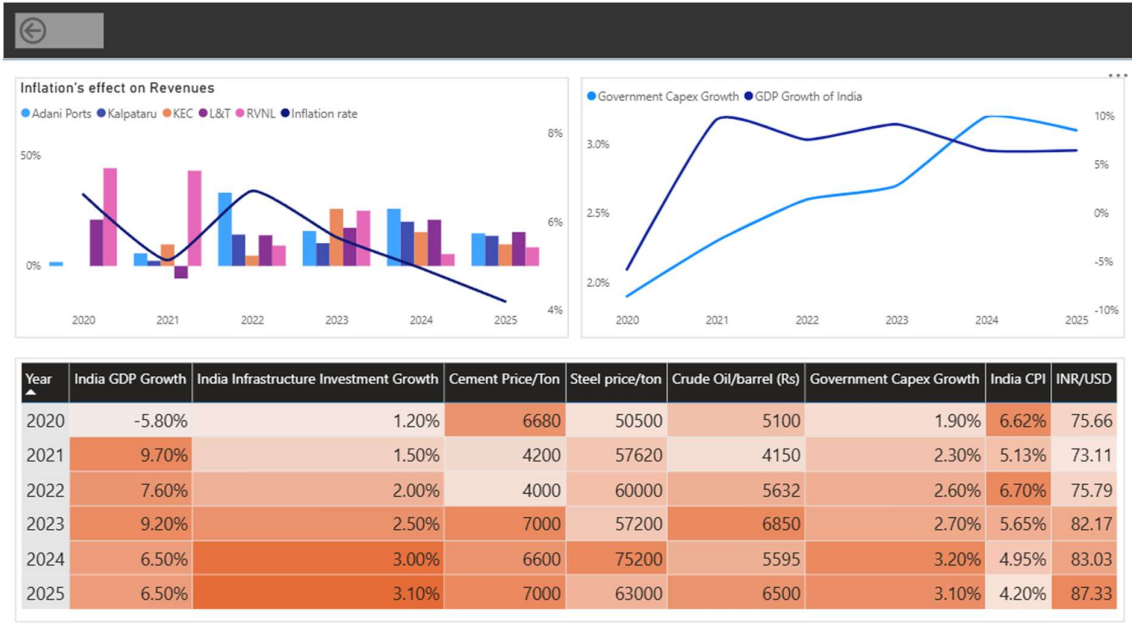 Inflation's effect on Revenues
Adani Ports Kalpataru KEC L&T RVNL Inflation rate
50%
0%
8%
6%
4%
2020 2021 2022 2023 2024 2025
Government Capex Growth GDP Growth of India
3.0%
2.5%
2.0%
10%
5%
0%
-5%
-10%
2020 2021 2022 2023 2024 2025
Year India GDP Growth India Infrastructure Investment Growth Cement Price/Ton Steel price/ton Crude Oil/barrel (Rs) Government Capex Growth India CPI INR/USD
2020 -5.80% 1.20% 6680 50500 5100 1.90% 6.62% 75.66
2021 9.70% 1.50% 4200 57620 4150 2.30% 5.13% 73.11
2022 7.60% 2.00% 4000 60000 5632 2.60% 6.70% 75.79
2023 9.20% 2.50% 7000 57200 6850 2.70% 5.65% 82.17
2024 6.50% 3.00% 6600 75200 5595 3.20% 4.95% 83.03
2025 6.50% 3.10% 7000 63000 6500 3.10% 4.20% 87.33